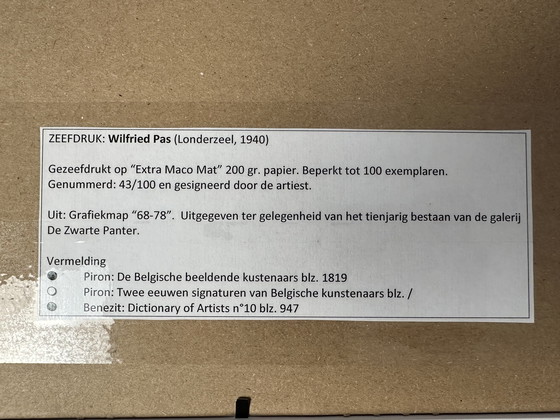 ZEEFDRUK: Wilfried Pas (Londerzeel, 1940)
Gezeefdrukt op “Extra Maco Mat” 200 gr. papier. Beperkt tot 100 exemplaren.
Genummerd: 43/100 en gesigneerd door de artiest.
Uit: Grafiekmap “68-78”. Uitgegeven ter gelegenheid van het tienjarig bestaan van de galerij
De Zwarte Panter.
Vermelding
Piron: De Belgische beeldende kustenaars blz. 1819
Piron: Twee eeuwen signaturen van Belgische kunstenaars blz. /
Benezit: Dictionary of Artists n°10 blz. 947